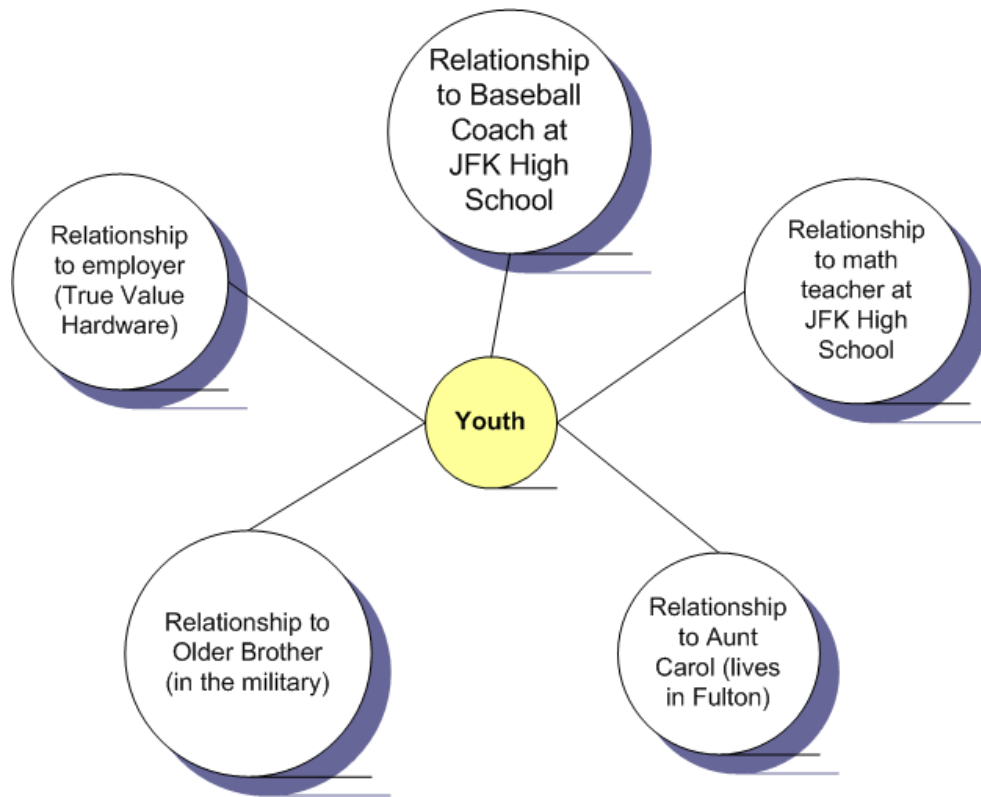 Relationship
to Baseball
Coach at
JFK High
School
Relationship
to employer
(True Value
Hardware)
Relationship
to math
teacher at
JFK High
School
Youth
Relationship to
Older Brother
(in the military)
Relationship
to Aunt
Carol (lives
in Fulton)